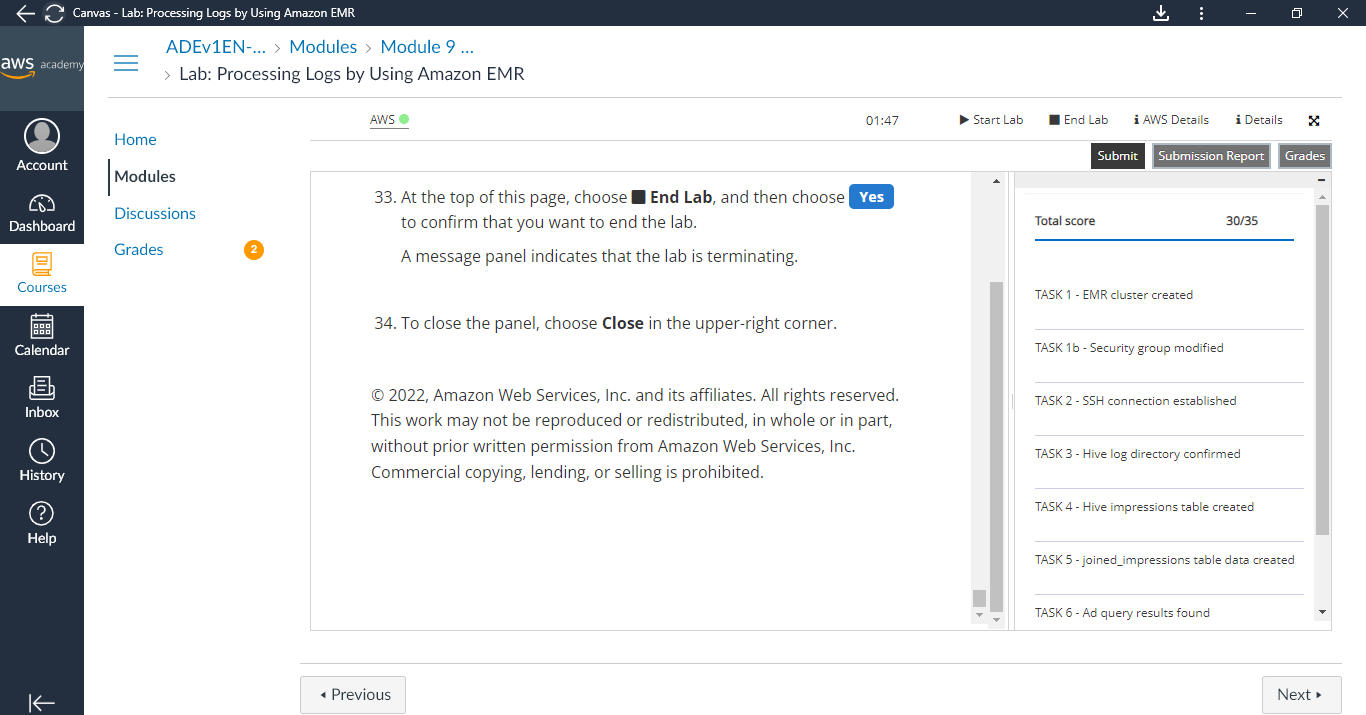 Canvas - Lab: Processing Logs by Using Amazon EMR
aws academy
ADEv1EN-... > Modules > Module 9 ...
> Lab: Processing Logs by Using Amazon EMR
Account
Dashboard
Courses
Calendar
Inbox
History
Help
Home
Modules
Discussions
Grades 2
AWS 01:47 Start Lab End Lab AWS Details Details
Submit Submission Report Grades
33. At the top of this page, choose End Lab, and then choose Yes
to confirm that you want to end the lab.
A message panel indicates that the lab is terminating.
34. To close the panel, choose Close in the upper-right corner.
© 2022, Amazon Web Services, Inc. and its affiliates. All rights reserved.
This work may not be reproduced or redistributed, in whole or in part,
without prior written permission from Amazon Web Services, Inc.
Commercial copying, lending, or selling is prohibited.
Total score 30/35
TASK 1 - EMR cluster created
TASK 1b - Security group modified
TASK 2 - SSH connection established
TASK 3 - Hive log directory confirmed
TASK 4 - Hive impressions table created
TASK 5 - joined_impressions table data created
TASK 6 - Ad query results found
Previous
Next